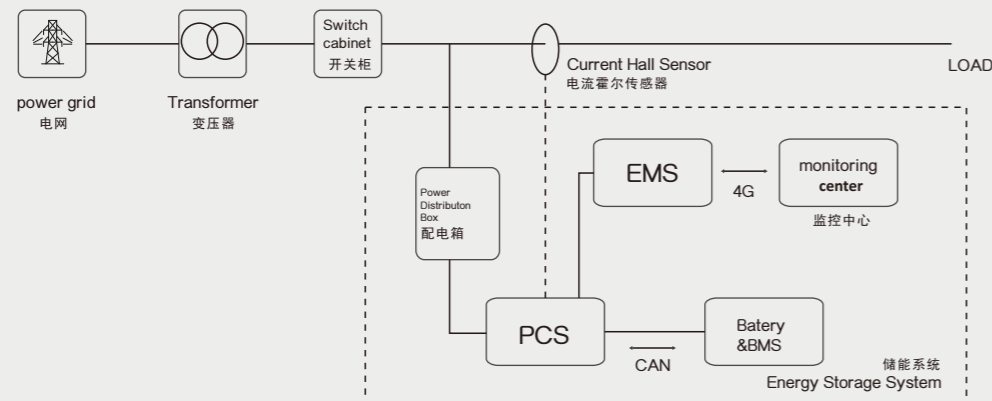 power grid
电网
Transformer
变压器
Switch
cabinet
开关柜
Current Hall Sensor
电流霍尔传感器
LOAD
Power
Distributon
Box
配电箱
EMS
4G
monitoring
center
监控中心
PCS
CAN
Batery
&BMS
储能系统
Energy Storage System